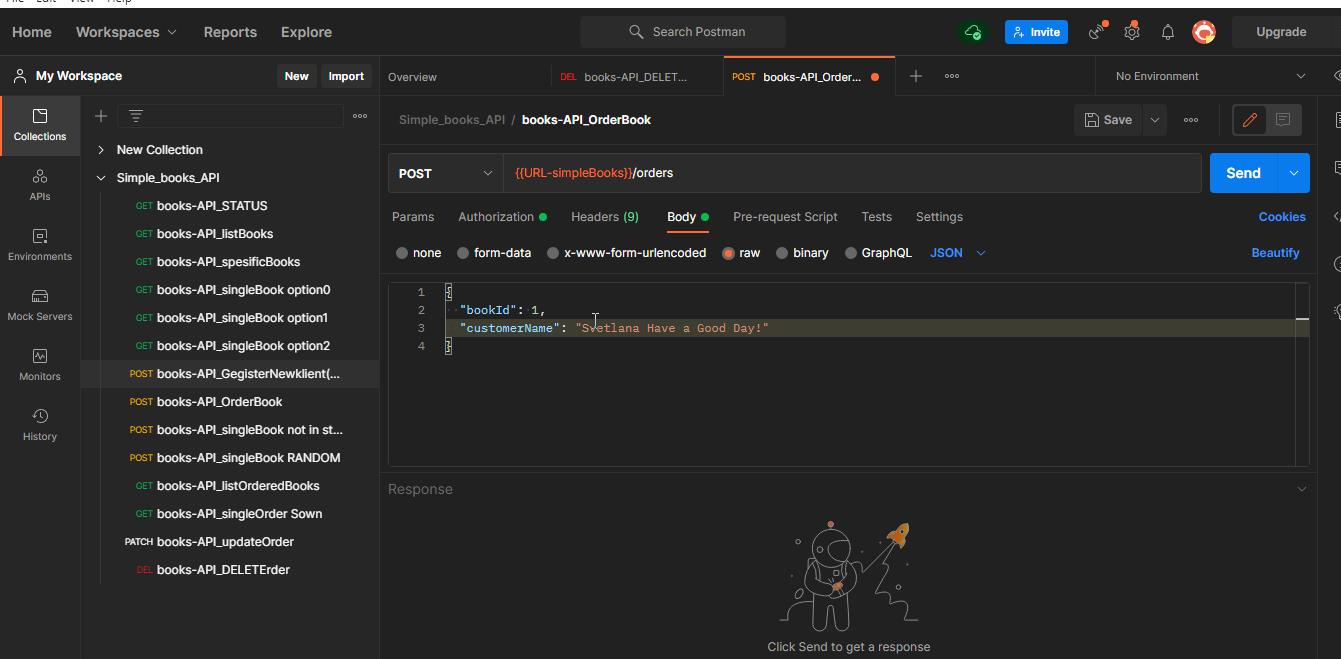 File Edit View Help
Home Workspaces Reports Explore Search Postman Invite Upgrade
My Workspace New Import Overview DEL books-API_DELET... POST books-API_Order... No Environment
Collections
APIs
Environments
Mock Servers
Monitors
History
New Collection
Simple_books_API
GET books-API_STATUS
GET books-API_listBooks
GET books-API_spesificBooks
GET books-API_singleBook option0
GET books-API_singleBook option1
GET books-API_singleBook option2
POST books-API_GegisterNewklient(...
POST books-API_OrderBook
POST books-API_singleBook not in st...
POST books-API_singleBook RANDOM
GET books-API_listOrderedBooks
GET books-API_singleOrder Sown
PATCH books-API_updateOrder
DEL books-API_DELETErder
Simple_books_API / books-API_OrderBook Save
POST {{URL-simpleBooks}}/orders Send
Params Authorization Headers (9) Body Pre-request Script Tests Settings Cookies
none form-data x-www-form-urlencoded raw binary GraphQL JSON Beautify
1 {
2 "bookId": 1,
3 "customerName": "Svetlana Have a Good Day!"
4 }
Response
Click Send to get a response